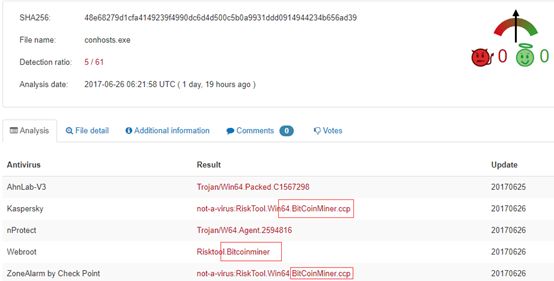 SHA256: 48e68279d1cfa4149239f4990dc6d4d500c5b0a9931ddd0914944234b656ad39
File name: conhosts.exe
Detection ratio: 5 / 61
Analysis date: 2017-06-26 06:21:58 UTC ( 1 day, 19 hours ago )
0 0
Analysis File detail Additional information Comments 0 Votes
Antivirus Result Update
AhnLab-V3 Trojan/Win64.Packed.C1567298 20170625
Kaspersky not-a-virus:RiskTool.Win64.BitCoinMiner.ccp 20170626
nProtect Trojan/W64.Agent.2594816 20170626
Webroot Risktool.Bitcoinminer 20170626
ZoneAlarm by Check Point not-a-virus:RiskTool.Win64.BitCoinMiner.ccp 20170626